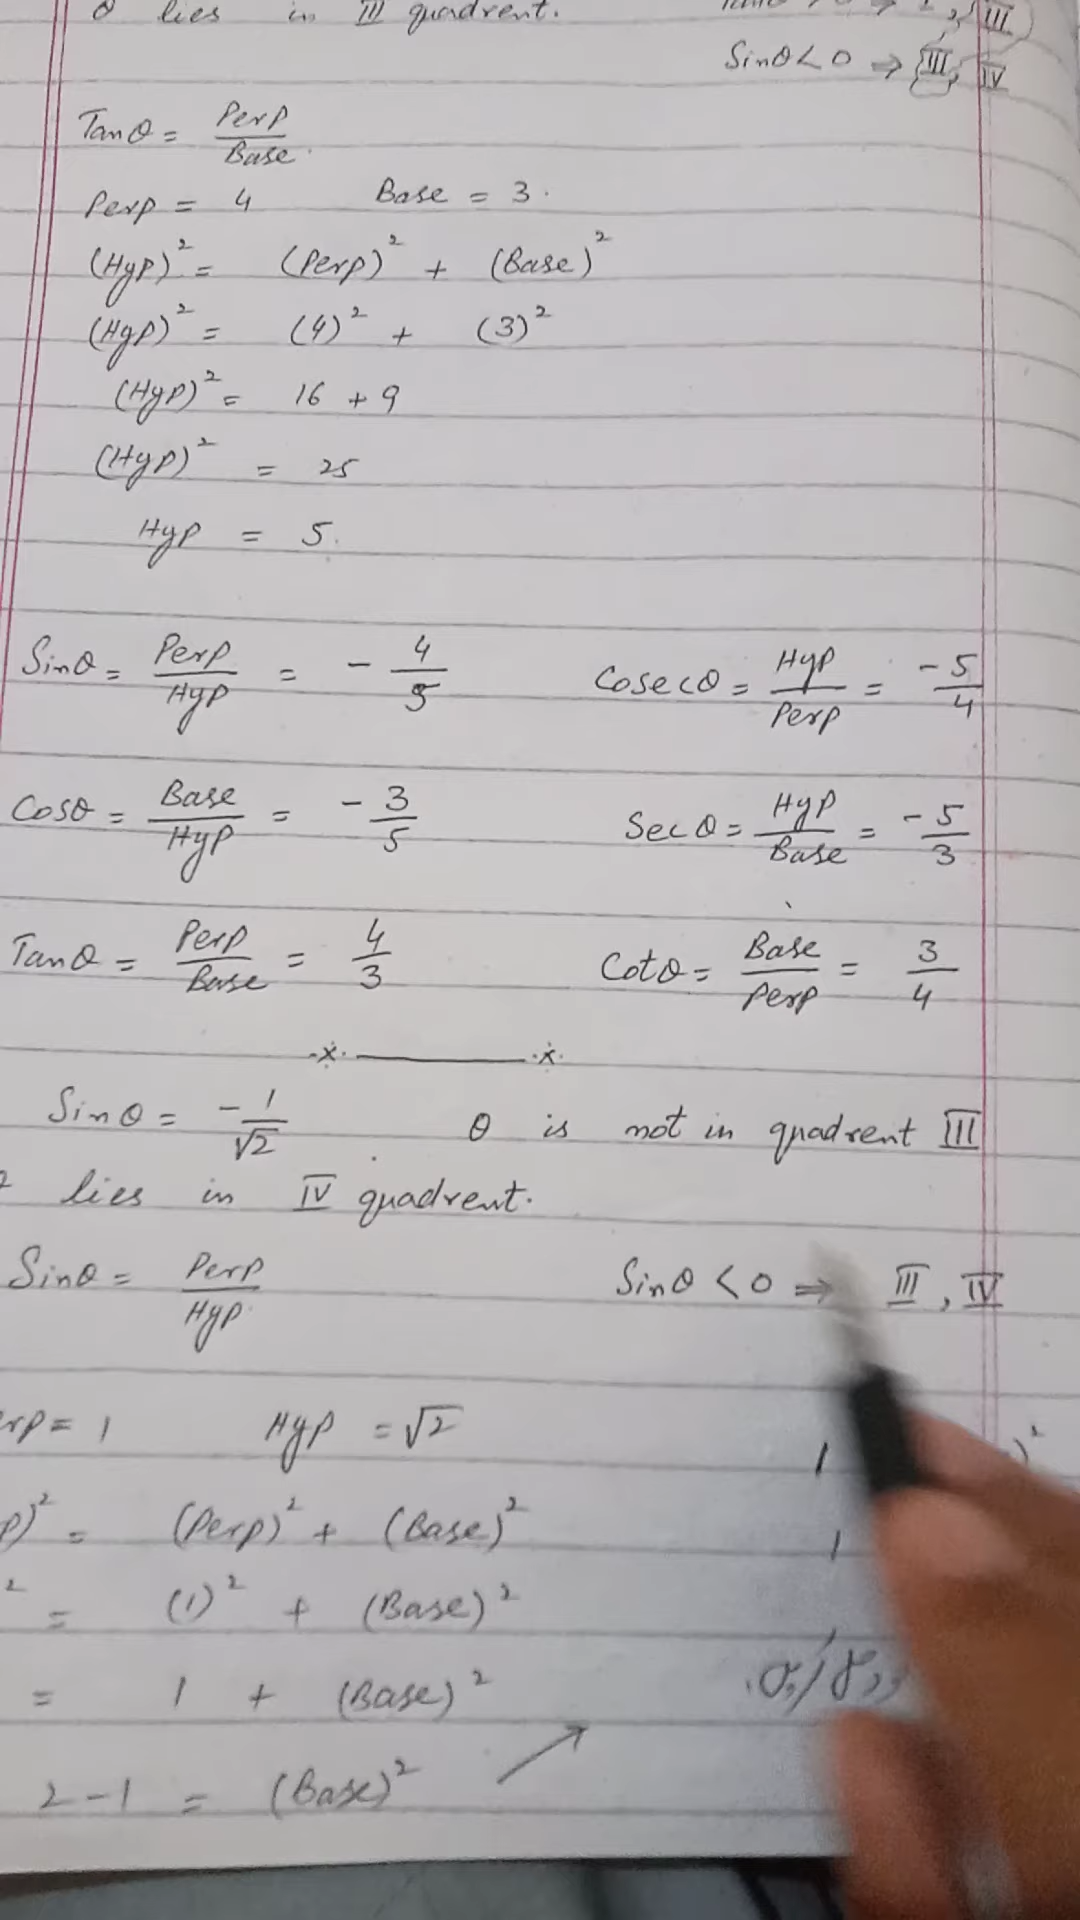 θ lies in III quadrent.
III
Sinθ < 0 ⇒ III, IV
Tanθ = Perp/Base
Perp = 4 Base = 3.
(Hyp)² = (Perp)² + (Base)²
(Hyp)² = (4)² + (3)²
(Hyp)² = 16 + 9
(Hyp)² = 25
Hyp = 5.
Sinθ = Perp/Hyp = - 4/5 Cosecθ = Hyp/Perp = -5/4
Cosθ = Base/Hyp = - 3/5 Secθ = Hyp/Base = -5/3
Tanθ = Perp/Base = 4/3 Cotθ = Base/Perp = 3/4
Sinθ = -1/√2 θ is not in quadrent III
lies in IV quadrent.
Sinθ = Perp/Hyp Sinθ < 0 ⇒ III, IV
erp = 1 Hyp = √2
p)² = (Perp)² + (Base)²
² = (1)² + (Base)²
= 1 + (Base)²
2-1 = (Base)²